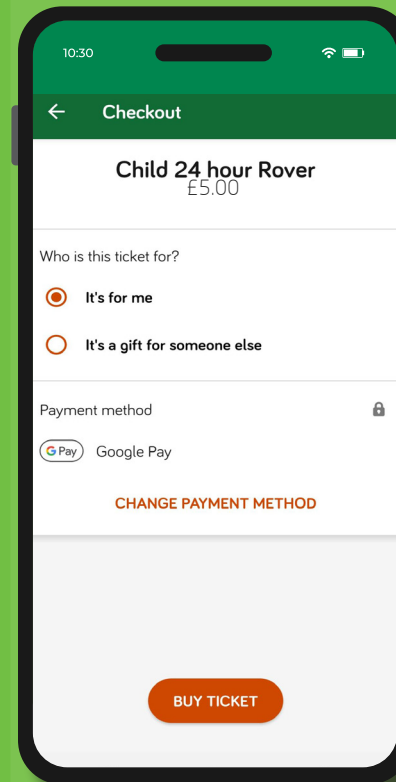 10:30
Checkout
Child 24 hour Rover
£5.00
Who is this ticket for?
It's for me
It's a gift for someone else
Payment method
G Pay Google Pay
CHANGE PAYMENT METHOD
BUY TICKET